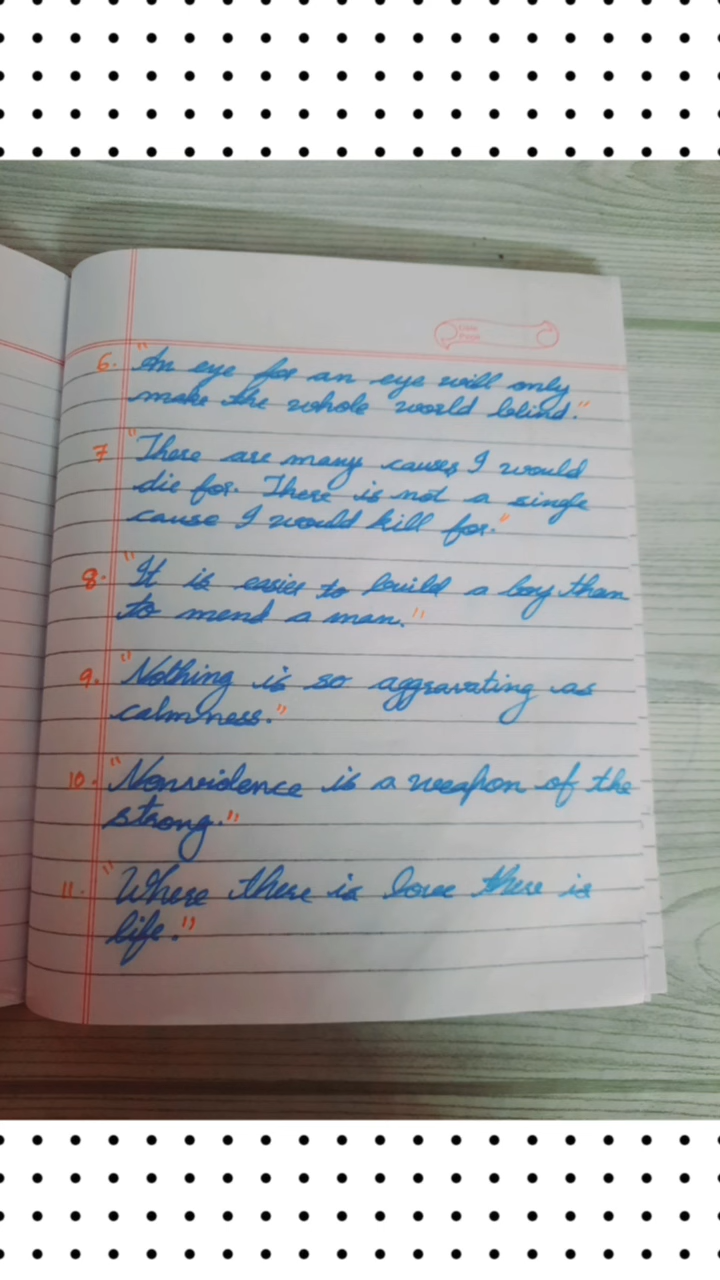 Date
Page
6. "An eye for an eye will only
make the whole world blind."
7 "There are many causes I would
die for. There is not a single
cause I would kill for."
8. "It is easier to build a boy than
to mend a man."
9. "Nothing is so aggravating as
calmness."
10. "Nonviolence is a weapon of the
strong."
11. "Where there is love there is
life."